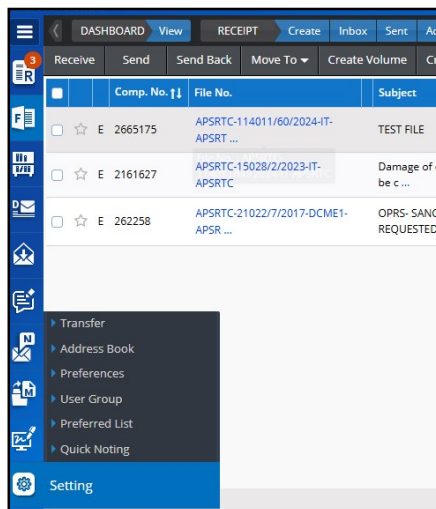 DASHBOARD View RECEIPT Create Inbox Sent
3
R
Receive Send Send Back Move To Create Volume
Comp. No. File No. Subject
E 2665175 APSRTC-114011/60/2024-IT-
APSRT ... TEST FILE
E 2161627 APSRTC-15028/2/2023-IT-
APSRTC Damage of
be c ...
E 262258 APSRTC-21022/7/2017-DCME1-
APSR ... OPRS- SANC
REQUESTED
F
D
N
M
Transfer
Address Book
Preferences
User Group
Preferred List
Quick Noting
Setting